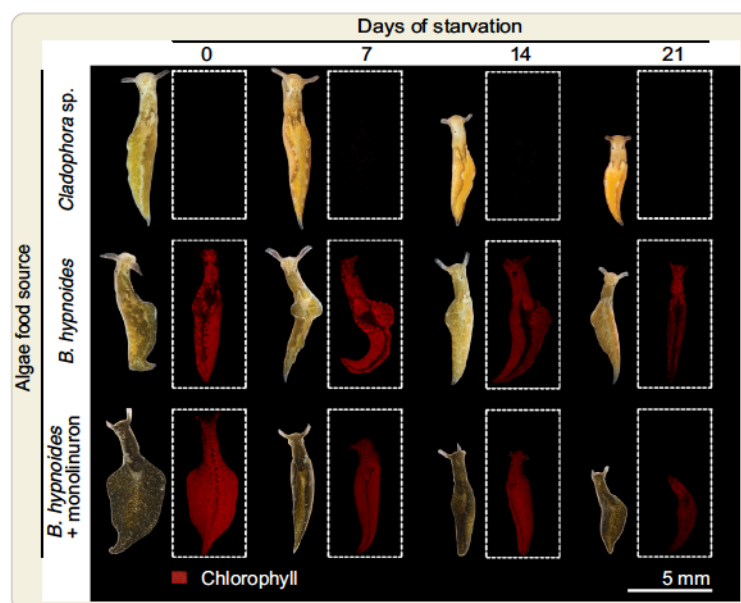 Days of starvation
0 7 14 21
Algae food source
Cladophora sp.
B. hypnoides
B. hypnoides
+ monolinuron
Chlorophyll
5 mm